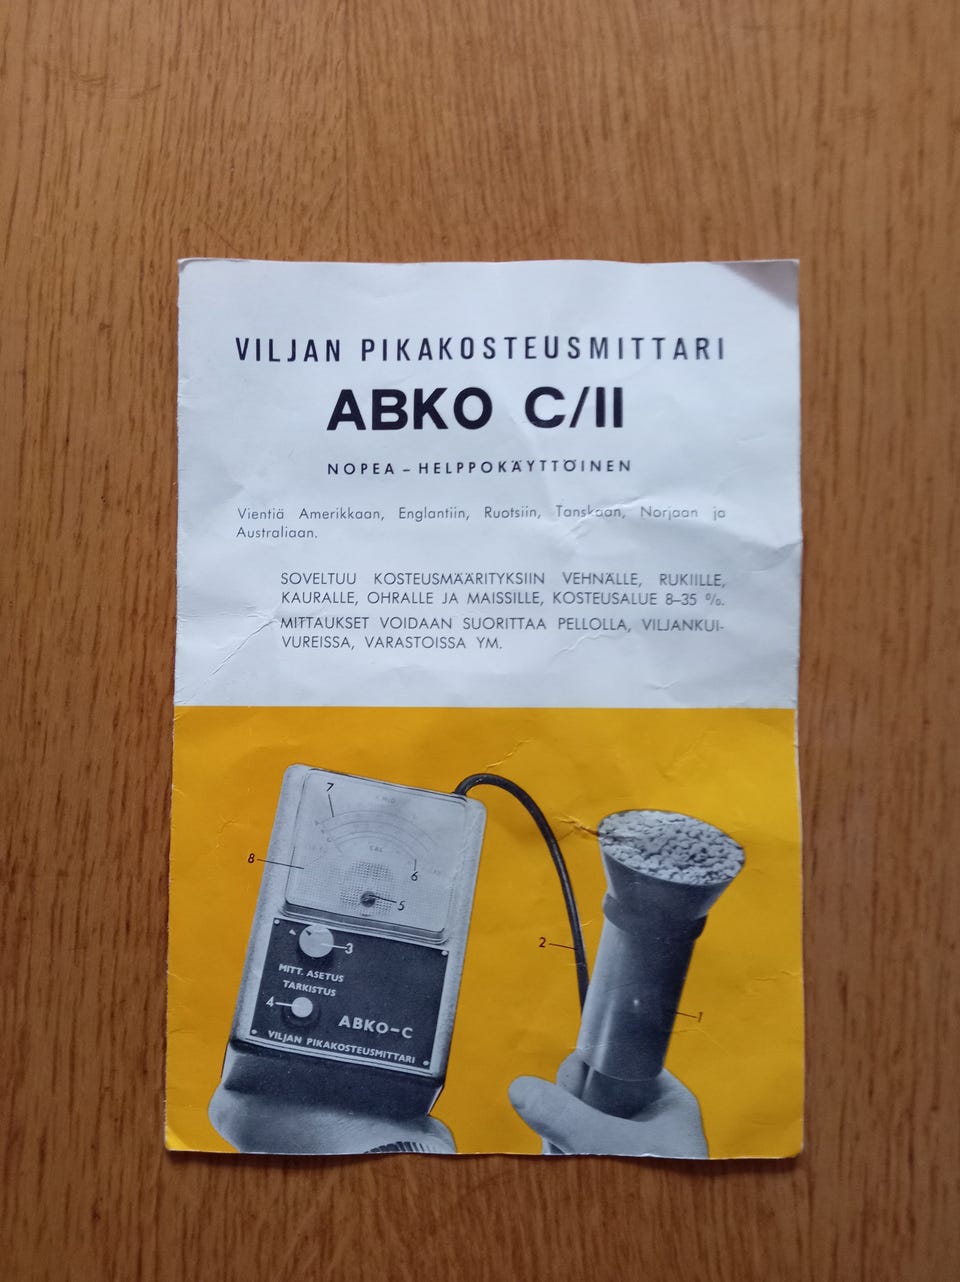 VILJAN PIKAKOSTEUSMITTARI
ABKO C/II
NOPEA – HELPPOKÄYTTÖINEN
Vientiä Amerikkaan, Englantiin, Ruotsiin, Tanskaan, Norjaan ja
Australiaan.
SOVELTUU KOSTEUSMÄÄRITYKSIIN VEHNÄLLE, RUKIILLE,
KAURALLE, OHRALLE JA MAISSILLE, KOSTEUSALUE 8–35 %.
MITTAUKSET VOIDAAN SUORITTAA PELLOLLA, VILJANKUI-
VUREISSA, VARASTOISSA YM.
7
CAL
8
6
5
3
MITT. ASETUS
TARKISTUS
4
ABKO-C
VILJAN PIKAKOSTEUSMITTARI
2
1